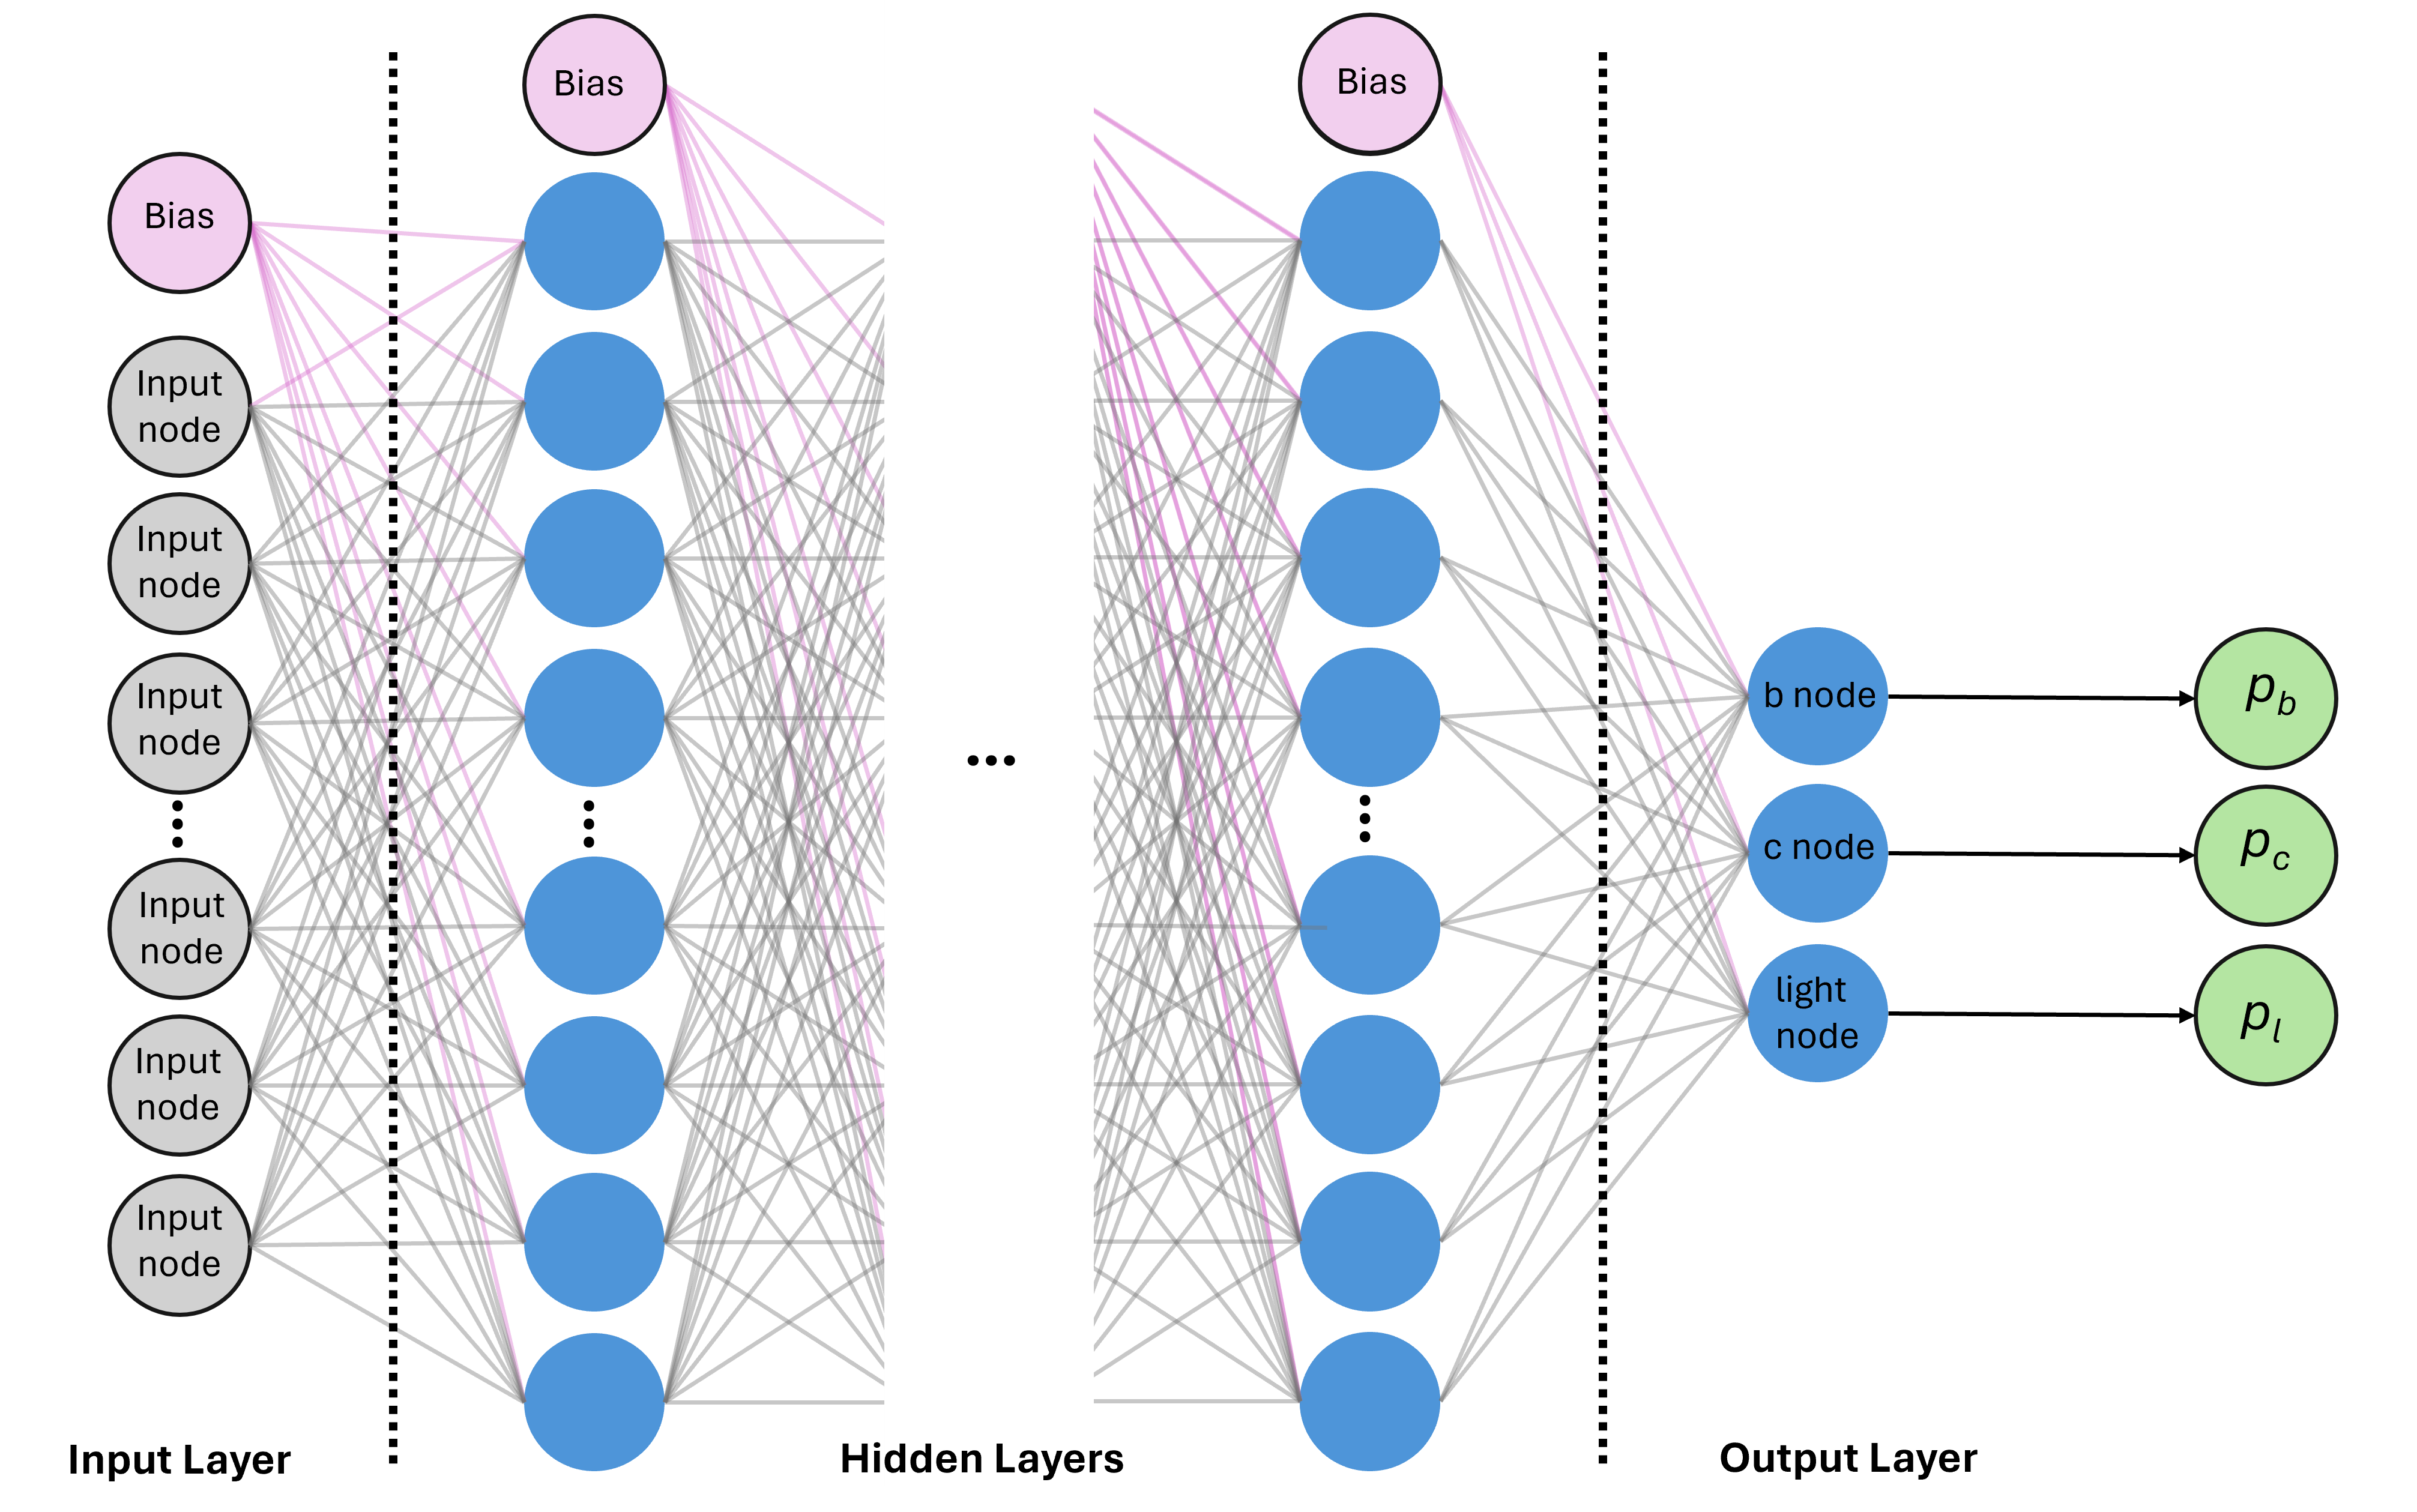 Bias
Bias
Bias
Input
node
Input
node
Input
node
Input
node
Input
node
Input
node
...
b node
c node
light
node
p_b
p_c
p_l
Input Layer
Hidden Layers
Output Layer